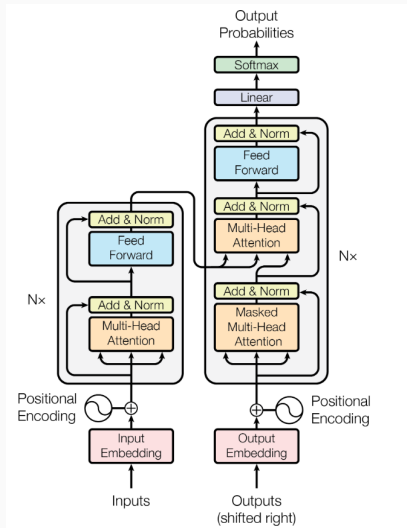 Output
Probabilities
Softmax
Linear
Add & Norm
Feed
Forward
Add & Norm
Multi-Head
Attention
Add & Norm
Masked
Multi-Head
Attention
Nx
Add & Norm
Feed
Forward
Add & Norm
Multi-Head
Attention
Nx
Positional
Encoding
Positional
Encoding
Input
Embedding
Output
Embedding
Inputs
Outputs
(shifted right)